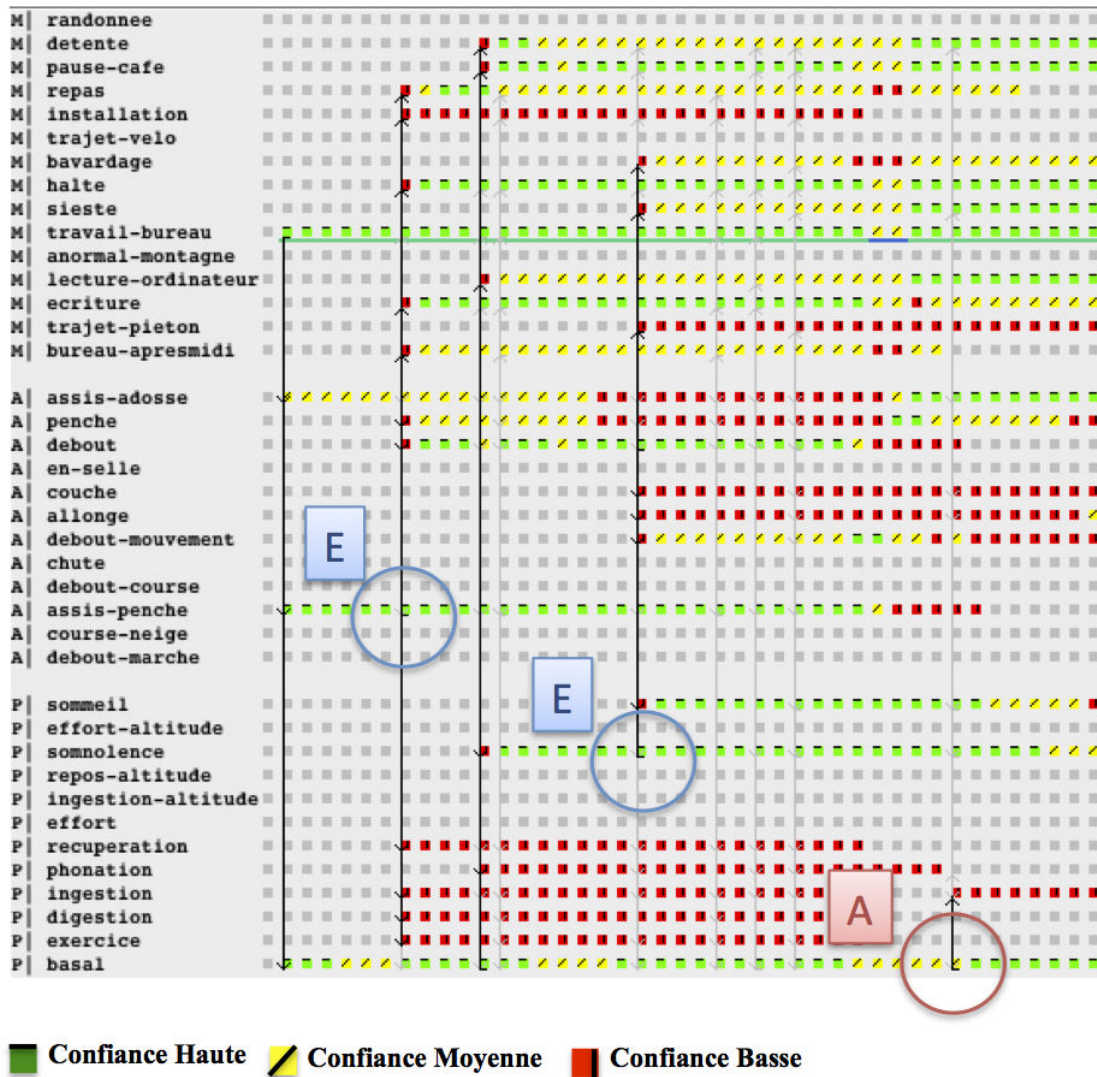 M| randonnee
M| detente
M| pause-cafe
M| repas
M| installation
M| trajet-velo
M| bavardage
M| halte
M| sieste
M| travail-bureau
M| anormal-montagne
M| lecture-ordinateur
M| ecriture
M| trajet-pieton
M| bureau-apresmidi
A| assis-adosse
A| penche
A| debout
A| en-selle
A| couche
A| allonge
A| debout-mouvement
E
A| chute
A| debout-course
A| assis-penche
A| course-neige
A| debout-marche
E
P| sommeil
P| effort-altitude
P| somnolence
P| repos-altitude
P| ingestion-altitude
P| effort
P| recuperation
P| phonation
P| ingestion
A
P| digestion
P| exercice
P| basal
Confiance Haute Confiance Moyenne Confiance Basse